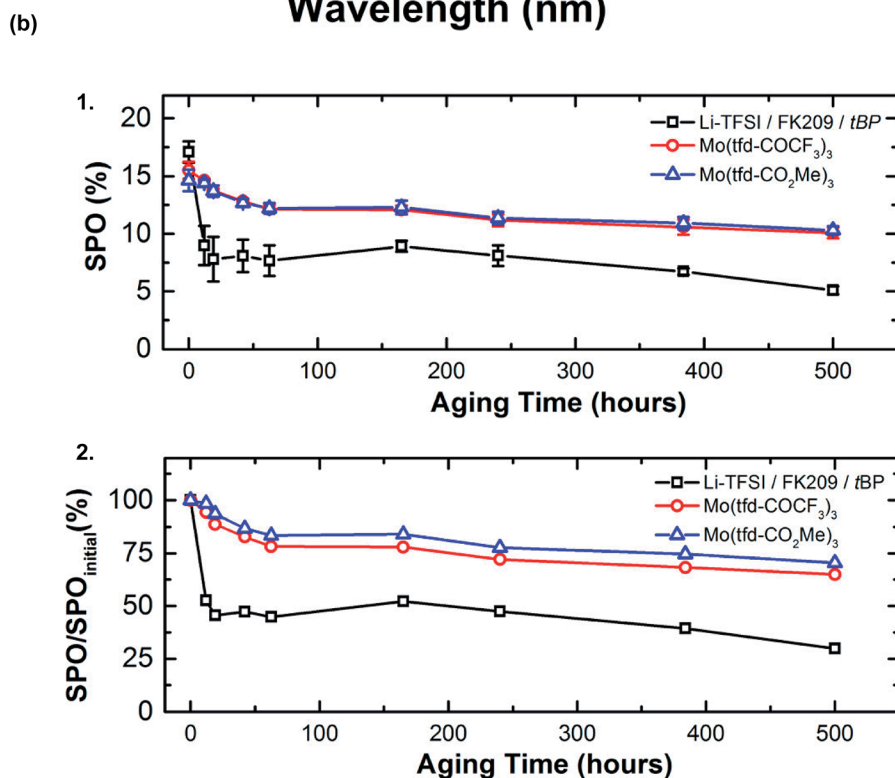 Wavelength (nm)
(b)
1.
20
15
10
5
0
SPO (%)
Li-TFSI / FK209 / tBP
Mo(tfd-COCF3)3
Mo(tfd-CO2Me)3
0 100 200 300 400 500
Aging Time (hours)
2.
100
75
50
25
0
SPO/SPOinitial(%)
Li-TFSI / FK209 / tBP
Mo(tfd-COCF3)3
Mo(tfd-CO2Me)3
0 100 200 300 400 500
Aging Time (hours)